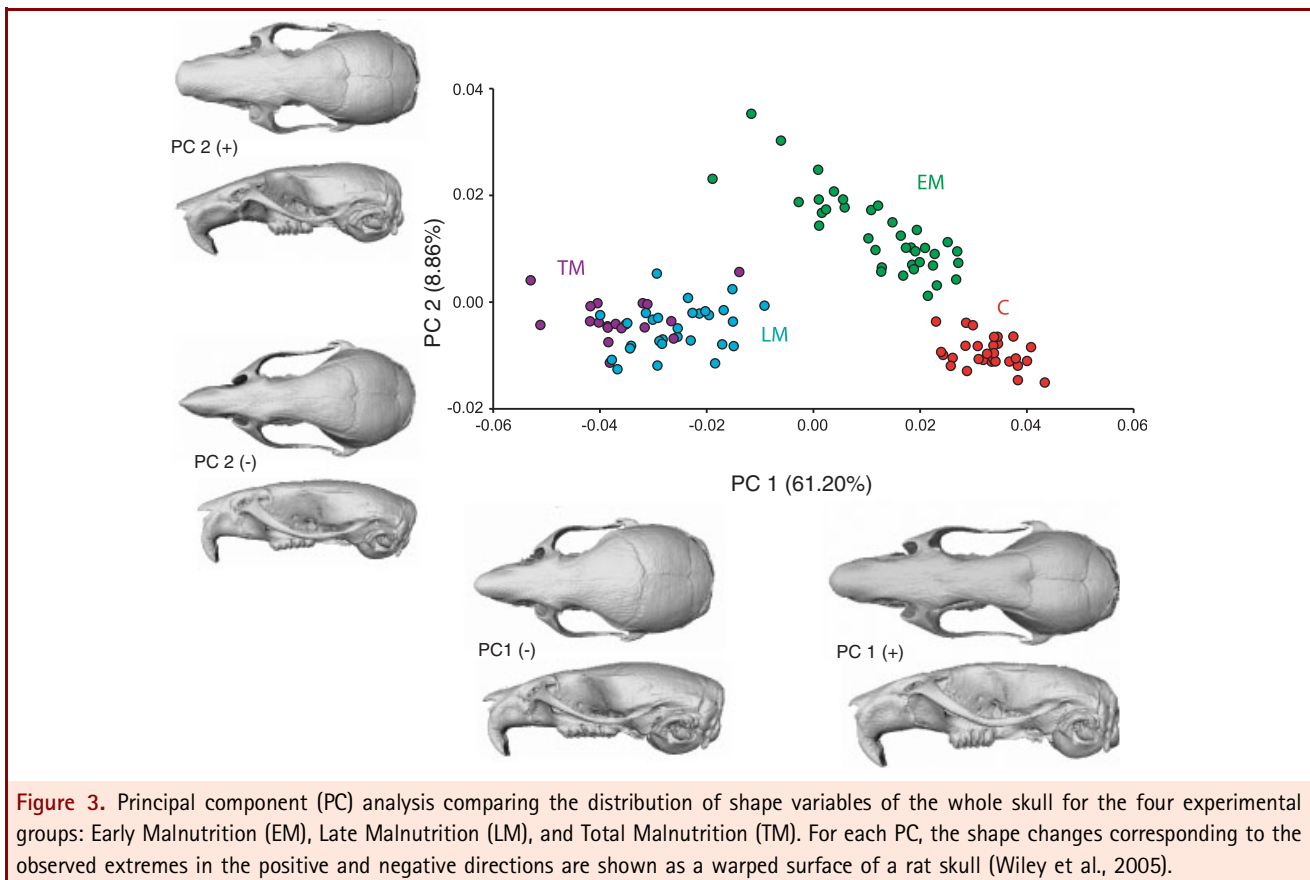 PC 2 (+)
PC 2 (-)
PC 2 (8.86%)
0.04
0.02
0.00
-0.02
-0.06
-0.04
-0.02
0.00
0.02
0.04
0.06
EM
TM
LM
C
PC 1 (61.20%)
PC1 (-)
PC 1 (+)
Figure 3. Principal component (PC) analysis comparing the distribution of shape variables of the whole skull for the four experimental
groups: Early Malnutrition (EM), Late Malnutrition (LM), and Total Malnutrition (TM). For each PC, the shape changes corresponding to the
observed extremes in the positive and negative directions are shown as a warped surface of a rat skull (Wiley et al., 2005).